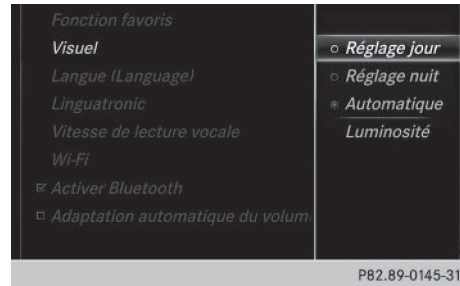 Fonction favoris
Visuel
Langue (Language)
Linguatronic
Vitesse de lecture vocale
Wi-Fi
Activer Bluetooth
Adaptation automatique du volum
Réglage jour
Réglage nuit
Automatique
Luminosité
P82.89-0145-31